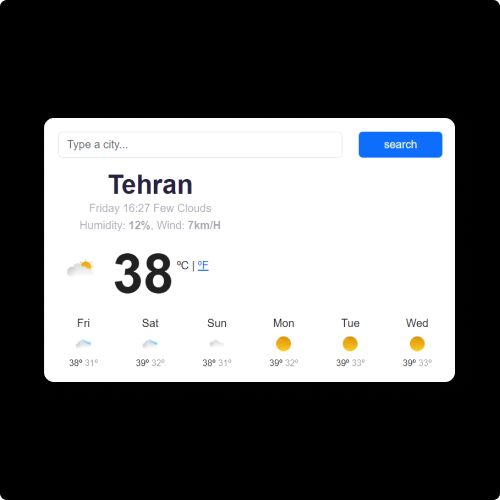 Type a city... search
Tehran
Friday 16:27 Few Clouds
Humidity: 12%, Wind: 7km/H
38 ºC | ºF
Fri Sat Sun Mon Tue Wed
38º 31º 39º 32º 38º 31º 39º 32º 39º 33º 39º 33º